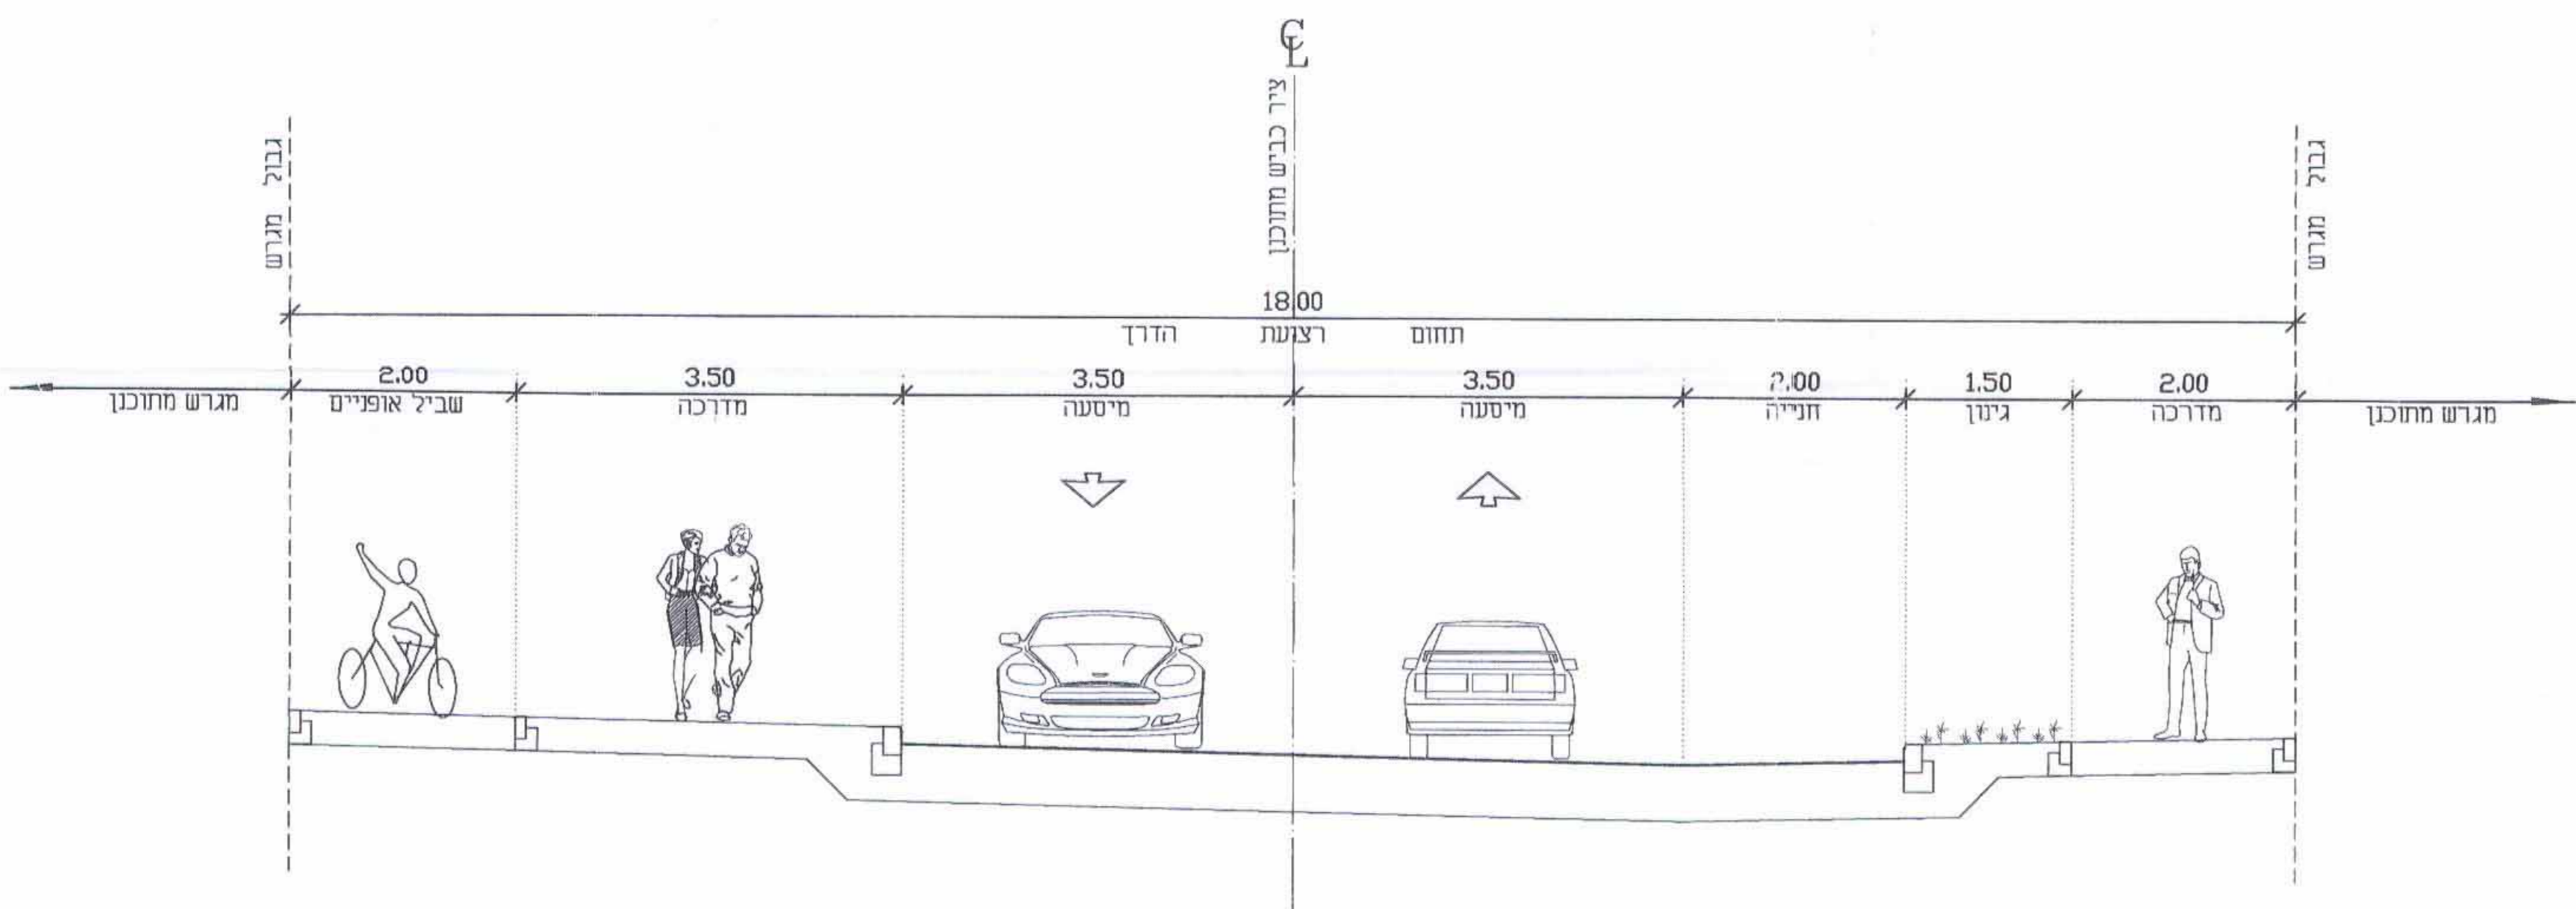 CL
ציר כביש מתוכנן
גבול מגרש
גבול מגרש
18.00
תחום רצועת הדרך
2.00 3.50 3.50 3.50 2.00 1.50 2.00
מגרש מתוכנן שביל אופניים מדרכה מיסעה מיסעה חנייה גינון מדרכה מגרש מתוכנן